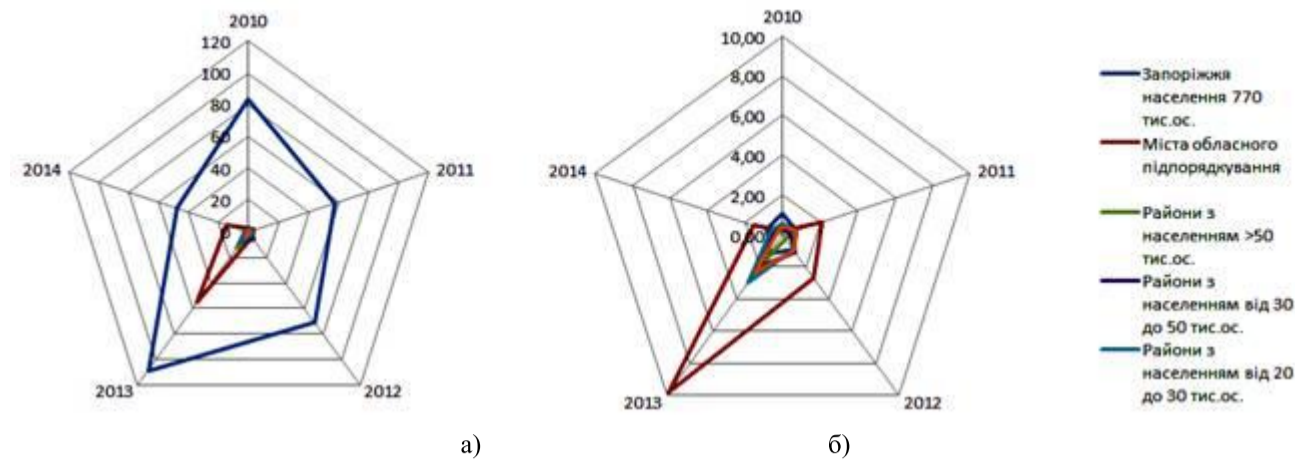 2010
120
100
80
60
40
20
0
2011
2012
2013
2014
2010
10,00
8,00
6,00
4,00
2,00
0,00
2011
2012
2013
2014
Запоріжжя
населення 770
тис.ос.
Міста обласного
підпорядкування
Райони з
населенням >50
тис.ос.
Райони з
населенням від 30
до 50 тис.ос.
Райони з
населенням від 20
до 30 тис.ос.
а)
б)